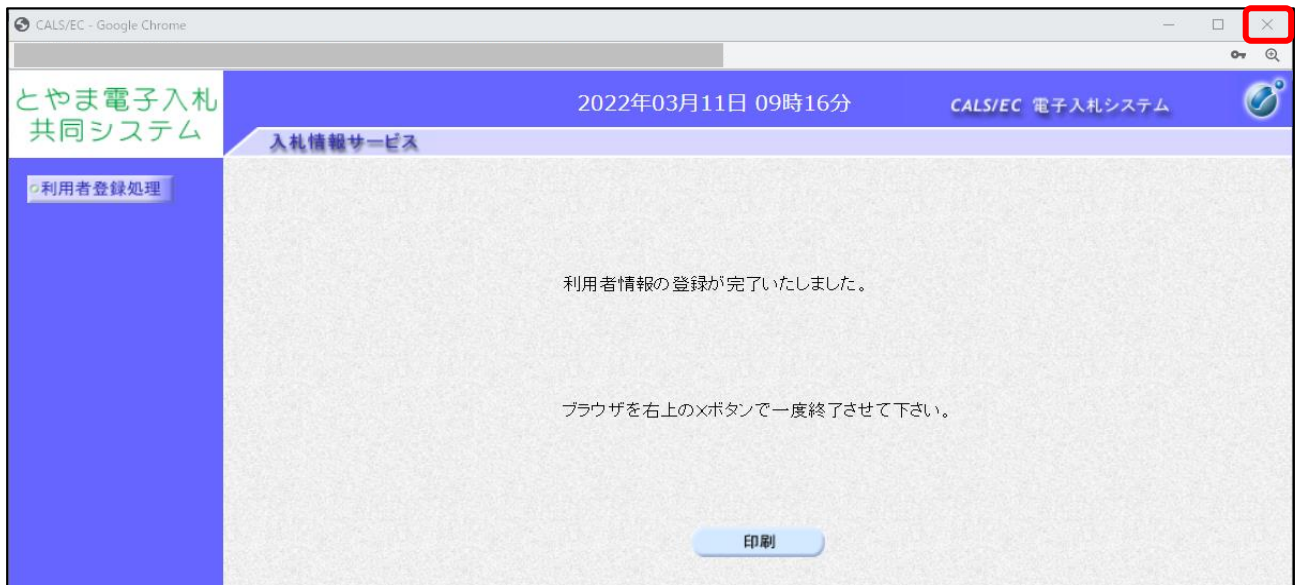 CALS/EC - Google Chrome
とやま電子入札
共同システム
2022年03月11日 09時16分
CALS/EC 電子入札システム
入札情報サービス
利用者登録処理
利用者情報の登録が完了いたしました。
ブラウザを右上の×ボタンで一度終了させて下さい。
印刷